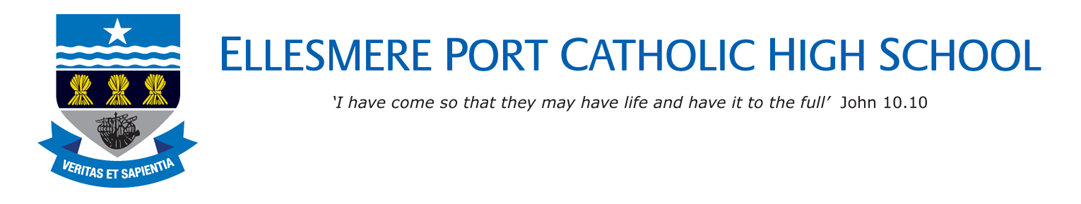 ELLESMERE PORT CATHOLIC HIGH SCHOOL
‘I have come so that they may have life and have it to the full’ John 10.10
VERITAS ET SAPIENTIA